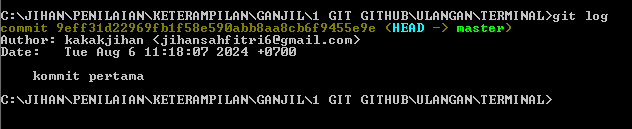 C:\JIHAN\PENILAIAN\KETERAMPILAN\GANJIL\1 GIT GITHUB\ULANGAN\TERMINAL>git log
commit 9eff31d22969fb1f58e590abb8aa8cb6f9455e9e (HEAD -> master)
Author: kakakjihan <jihansahfitri6@gmail.com>
Date:   Tue Aug 6 11:18:07 2024 +0700
kommit pertama
C:\JIHAN\PENILAIAN\KETERAMPILAN\GANJIL\1 GIT GITHUB\ULANGAN\TERMINAL>